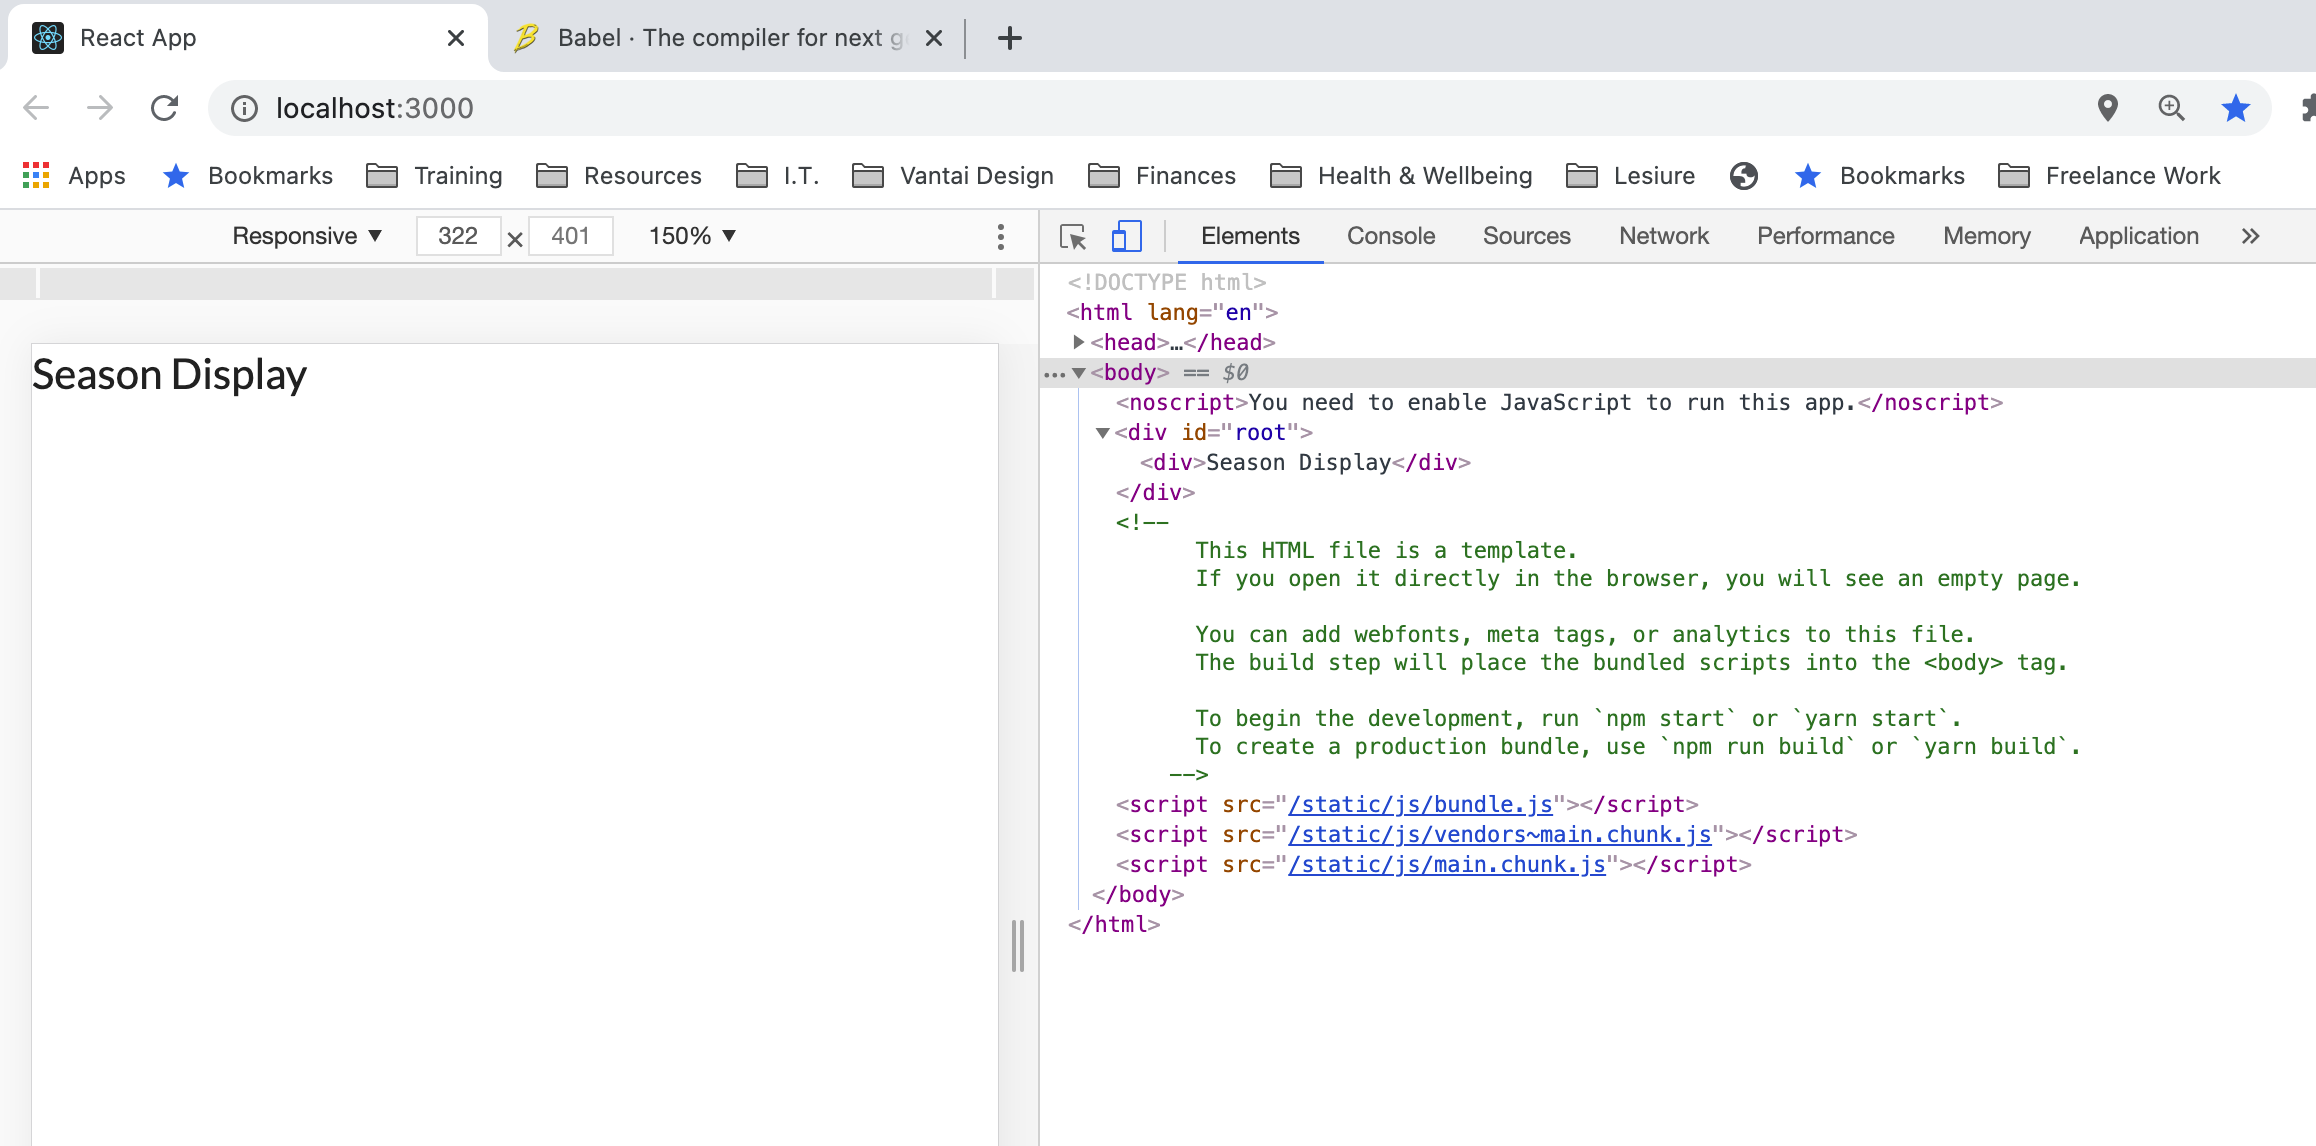 React App
Babel · The compiler for next g
localhost:3000
Apps Bookmarks Training Resources I.T. Vantai Design Finances Health & Wellbeing Lesiure Bookmarks Freelance Work
Responsive ▼ 322 × 401 150% ▼
Elements Console Sources Network Performance Memory Application »
Season Display
<!DOCTYPE html>
<html lang="en">
<head>…</head>
<body> == $0
<noscript>You need to enable JavaScript to run this app.</noscript>
<div id="root">
<div>Season Display</div>
</div>
<!--
This HTML file is a template.
If you open it directly in the browser, you will see an empty page.
You can add webfonts, meta tags, or analytics to this file.
The build step will place the bundled scripts into the <body> tag.
To begin the development, run `npm start` or `yarn start`.
To create a production bundle, use `npm run build` or `yarn build`.
-->
<script src="/static/js/bundle.js"></script>
<script src="/static/js/vendors~main.chunk.js"></script>
<script src="/static/js/main.chunk.js"></script>
</body>
</html>